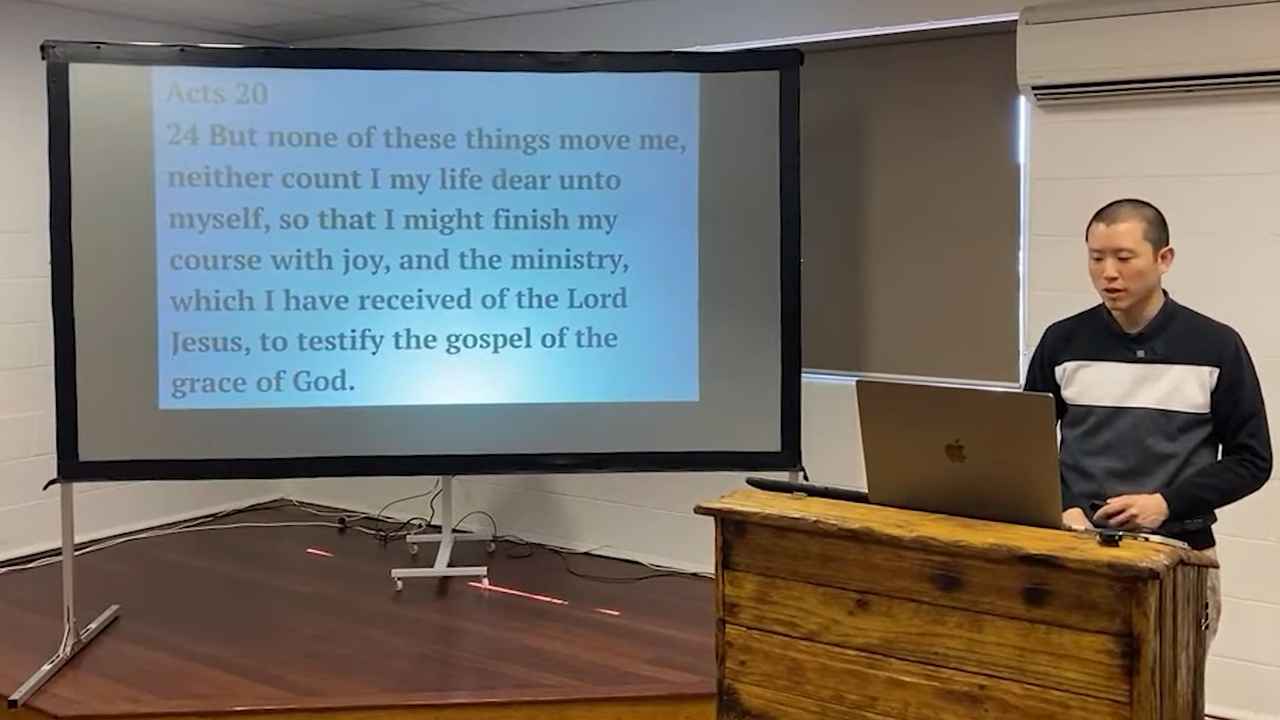 Acts 20
24 But none of these things move me,
neither count I my life dear unto
myself, so that I might finish my
course with joy, and the ministry,
which I have received of the Lord
Jesus, to testify the gospel of the
grace of God.